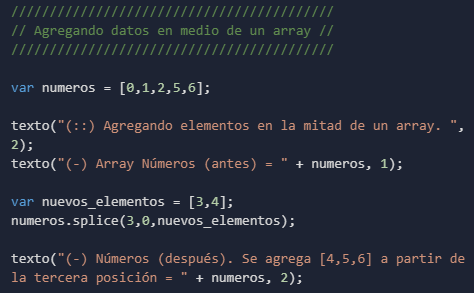 //////////////////////////////////////////
// Agregando datos en medio de un array //
//////////////////////////////////////////
var numeros = [0,1,2,5,6];
texto("(::) Agregando elementos en la mitad de un array. ",
2);
texto("(-) Array Números (antes) = " + numeros, 1);
var nuevos_elementos = [3,4];
numeros.splice(3,0,nuevos_elementos);
texto("(-) Números (después). Se agrega [4,5,6] a partir de
la tercera posición = " + numeros, 2);